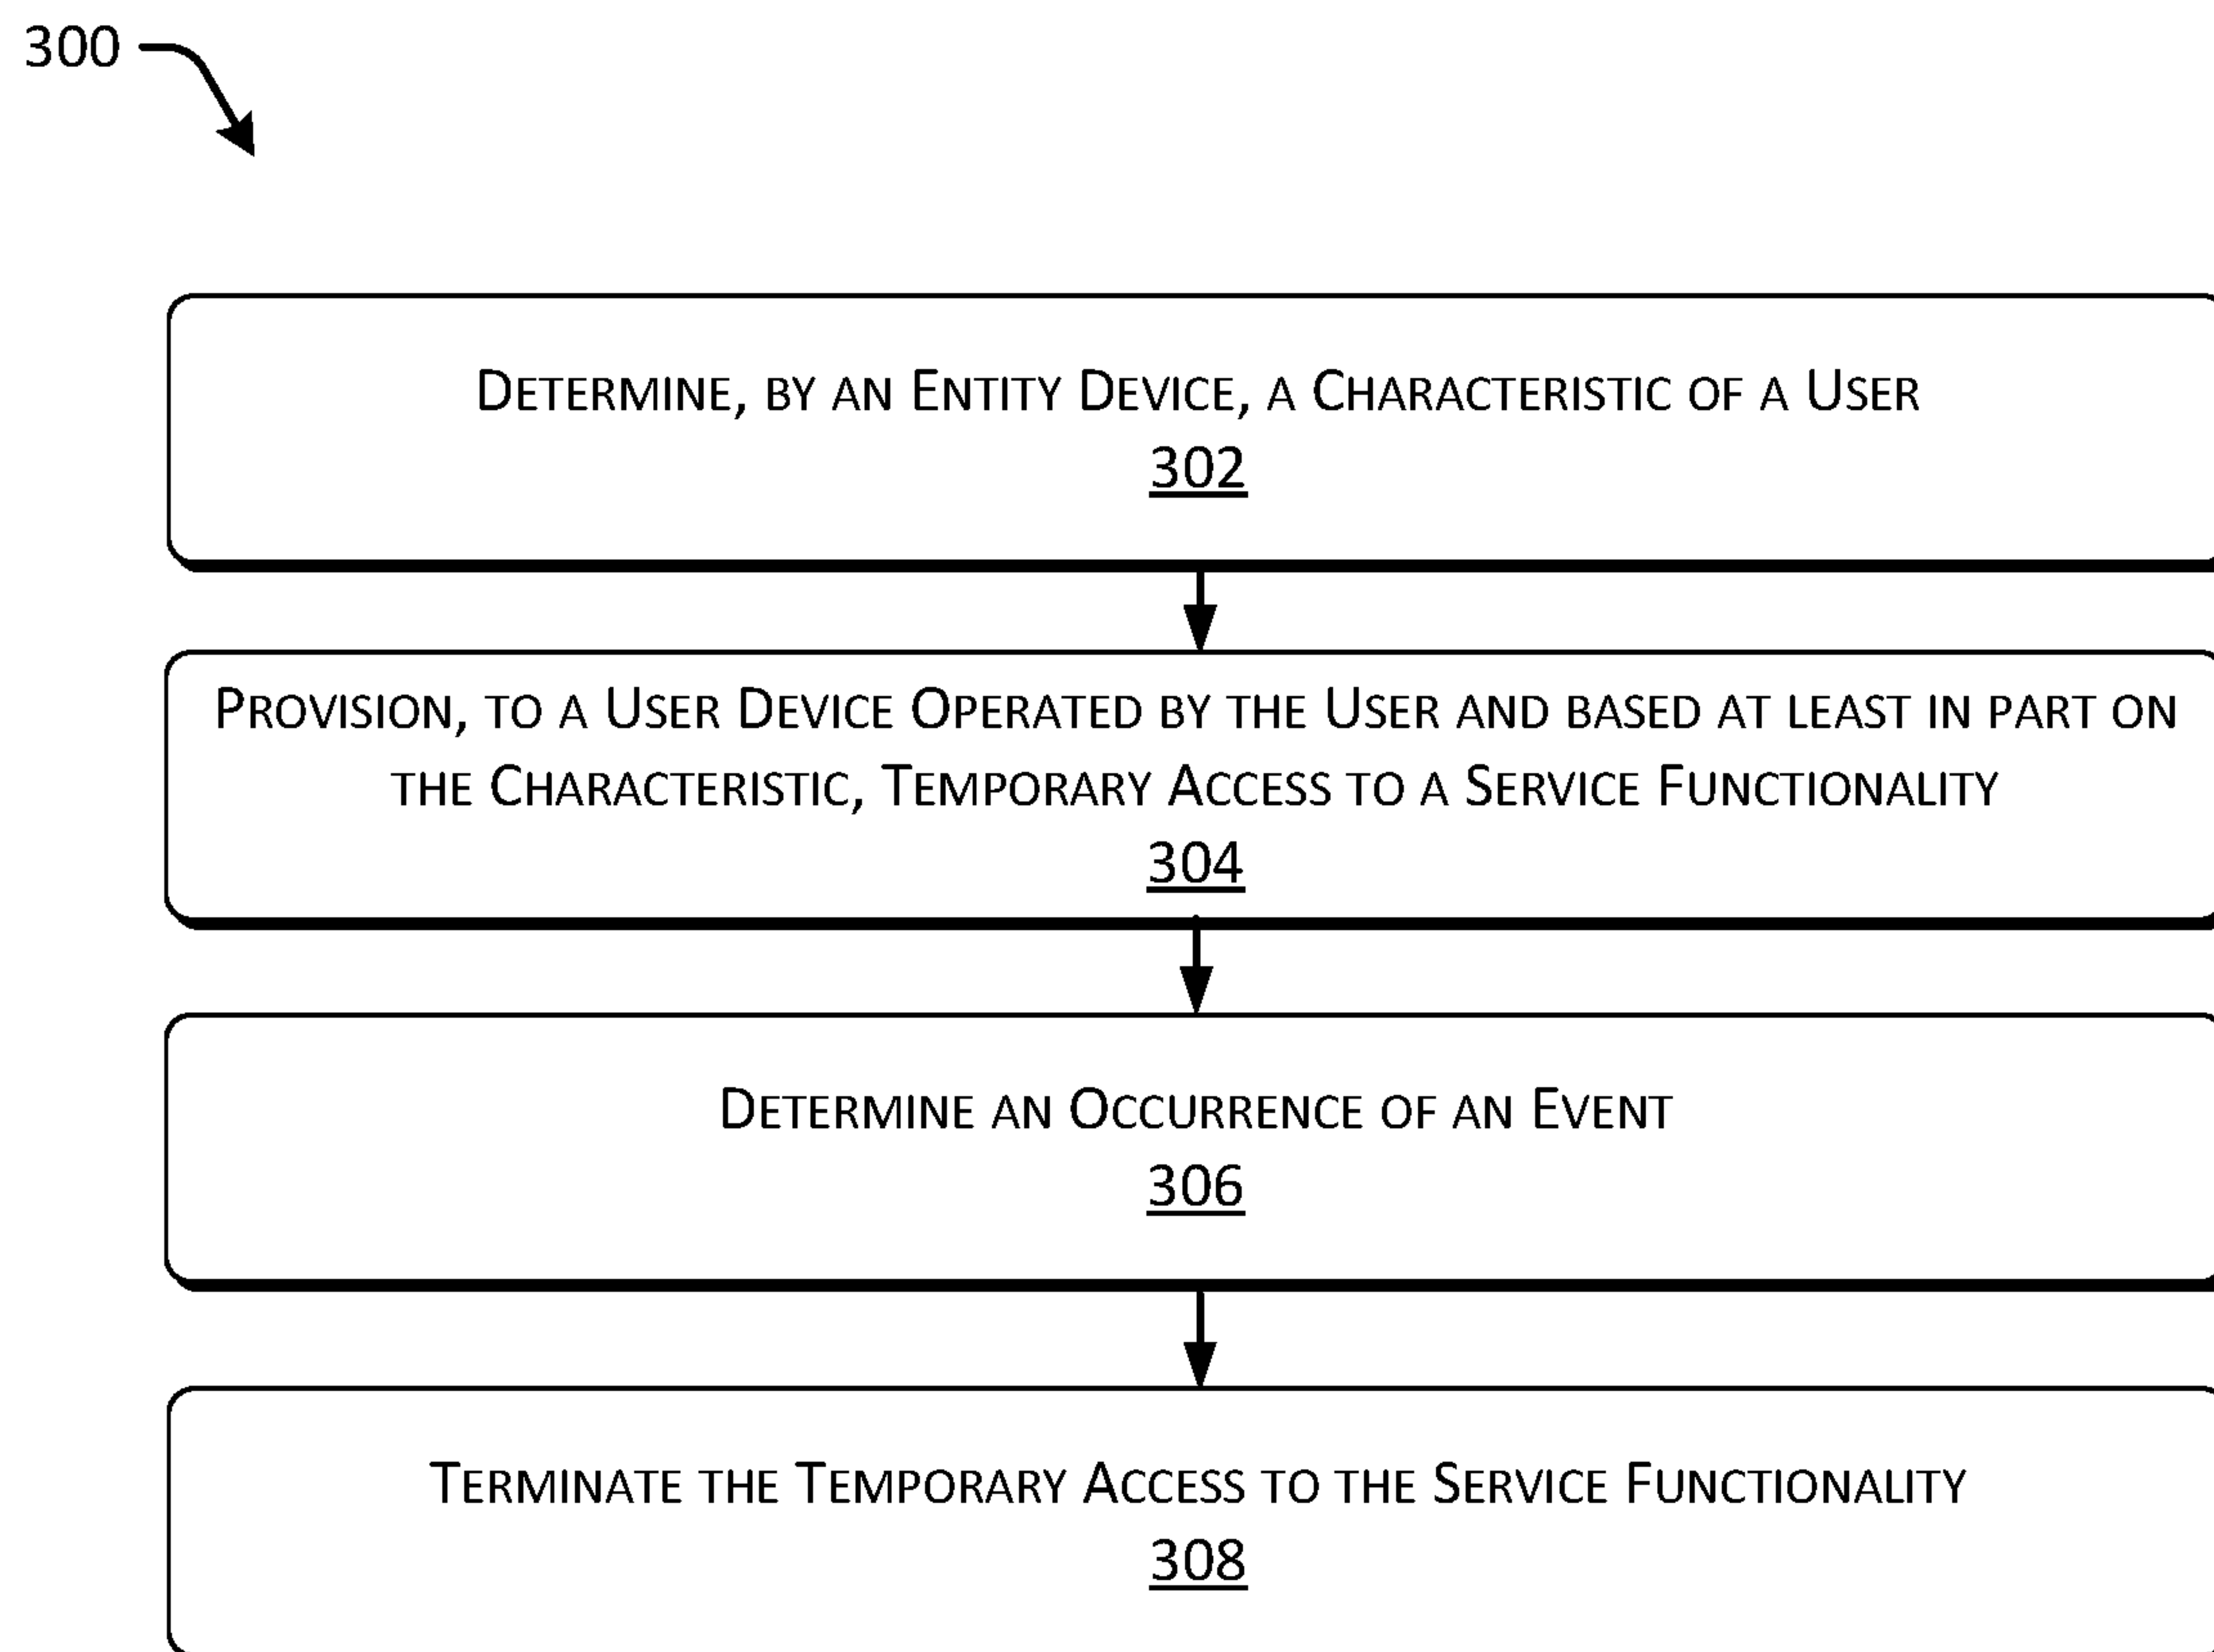 300
Determine, by an Entity Device, a Characteristic of a User
302
Provision, to a User Device Operated by the User and based at least in part on
the Characteristic, Temporary Access to a Service Functionality
304
Determine an Occurrence of an Event
306
Terminate the Temporary Access to the Service Functionality
308